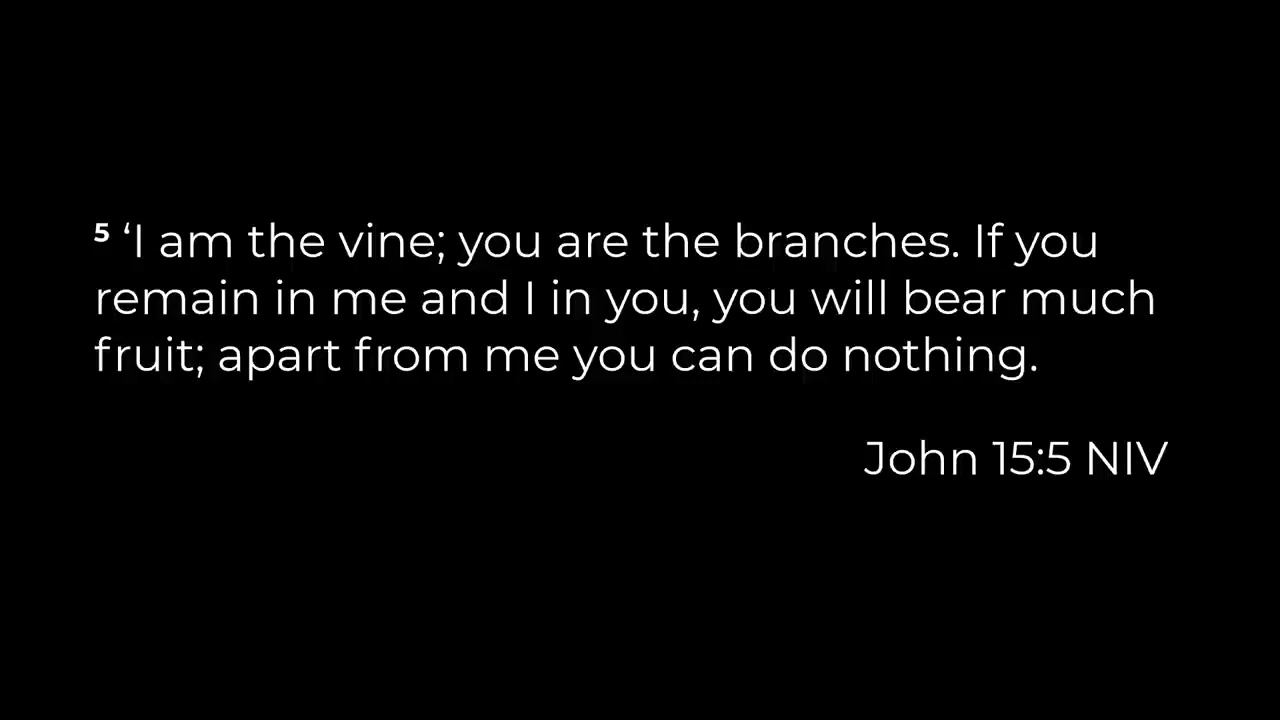 ⁵ ‘I am the vine; you are the branches. If you
remain in me and I in you, you will bear much
fruit; apart from me you can do nothing.
John 15:5 NIV